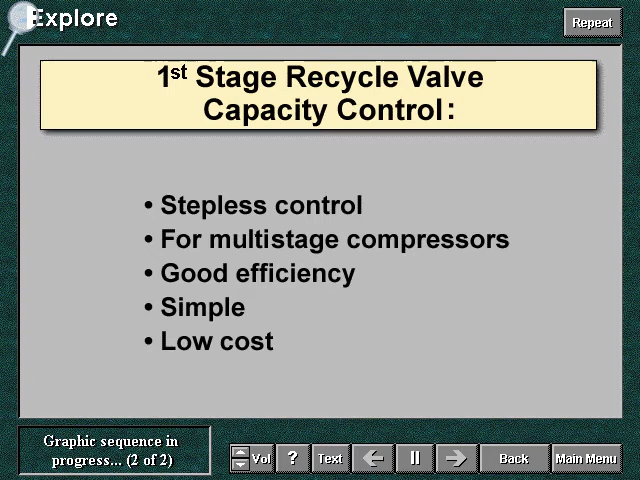 Explore
Repeat
1st Stage Recycle Valve
Capacity Control:
• Stepless control
• For multistage compressors
• Good efficiency
• Simple
• Low cost
Graphic sequence in
progress... (2 of 2)
Vol
?
Text
Back
Main Menu